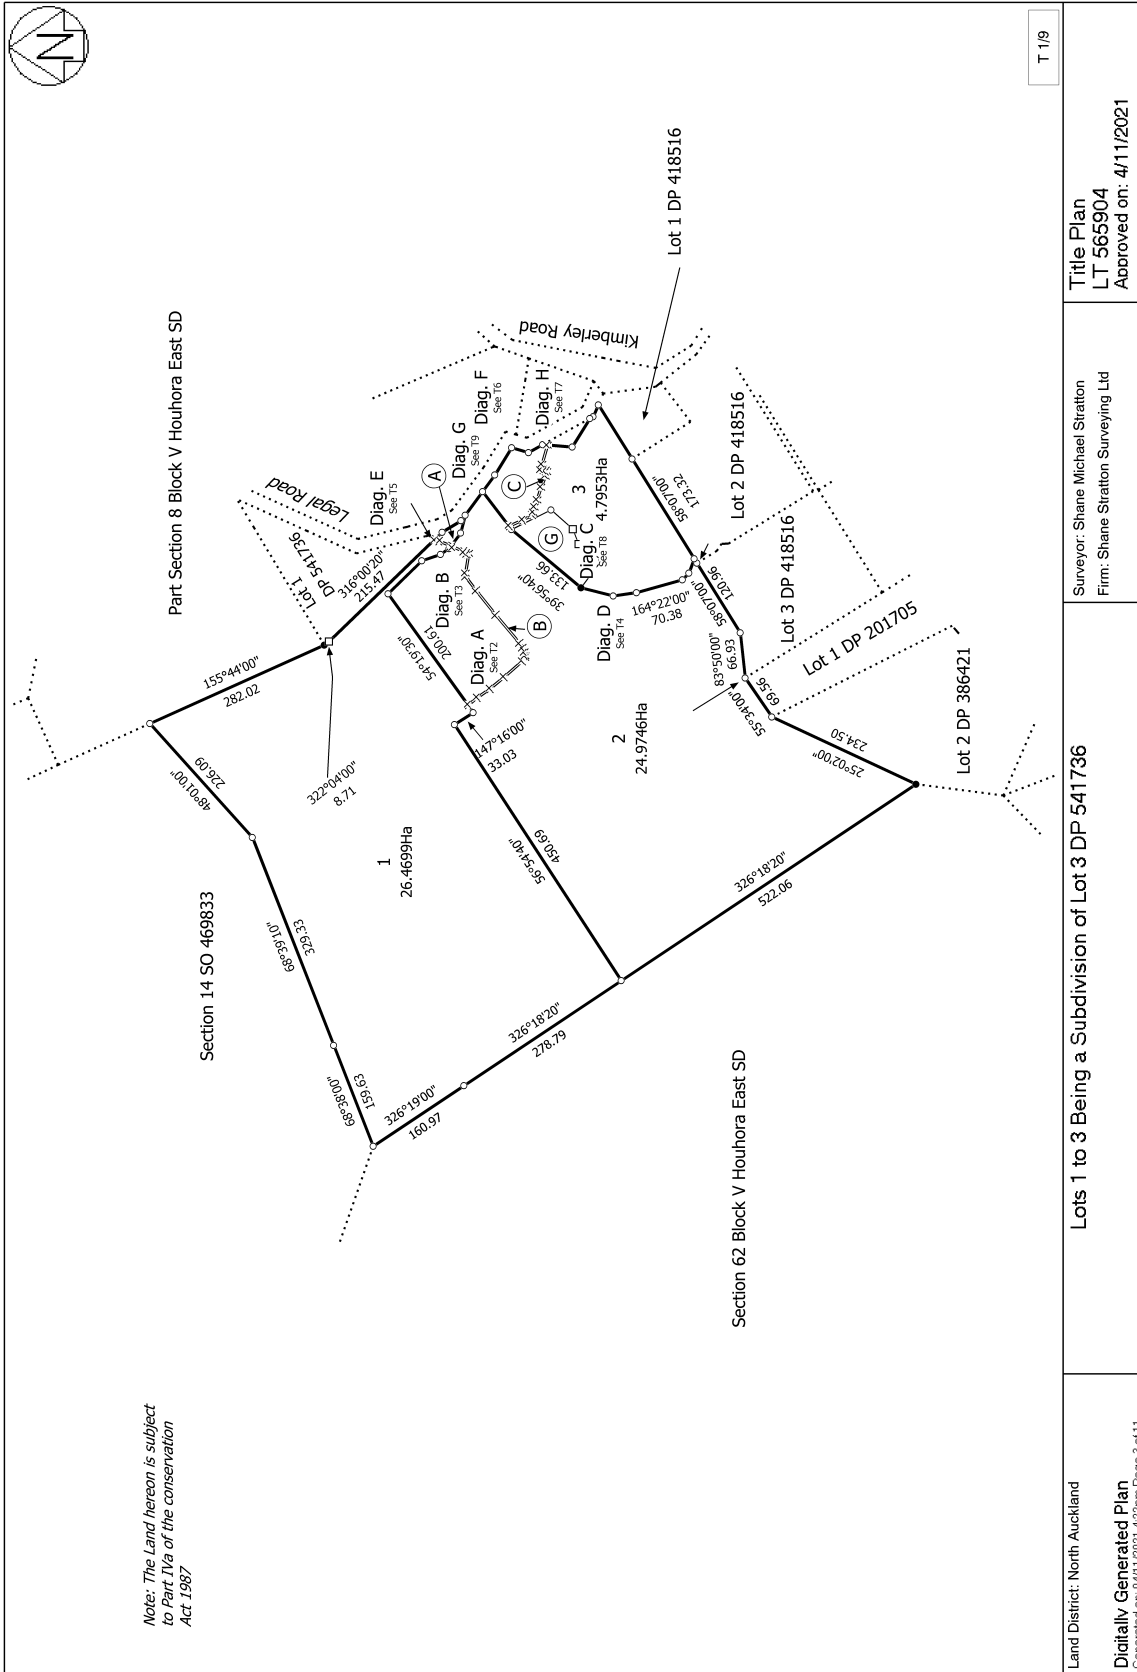 N
T 1/9
Note: The Land hereon is subject
to Part IVa of the conservation
Act 1987
Section 14 SO 469833
Part Section 8 Block V Houhora East SD
Legal Road
Lot 1
DP 541736
Kimberley Road
48°01'00"
226.09
155°44'00"
282.02
68°39'10"
329.33
68°38'00"
159.63
326°19'00"
160.97
326°18'20"
278.79
322°04'00"
8.71
316°00'20"
215.47
1
26.4699Ha
54°19'30"
200.61
147°16'00"
33.03
56°54'40"
450.69
Diag. E
See T5
A
Diag. G
See T9
Diag. F
See T6
Diag. H
See T7
Diag. B
See T3
Diag. A
See T2
B
C
G
Diag. C
See T8
Diag. D
See T4
39°56'40"
133.66
3
4.7953Ha
164°22'00"
70.38
58°07'00"
173.32
58°07'00"
120.96
83°50'00"
66.93
55°34'00"
69.56
25°02'00"
234.50
2
24.9746Ha
326°18'20"
522.06
Lot 1 DP 418516
Lot 2 DP 418516
Lot 3 DP 418516
Lot 1 DP 201705
Lot 2 DP 386421
Section 62 Block V Houhora East SD
Land District: North Auckland
Digitally Generated Plan
Generated on: 04/11/2021 4:22pm Page 3 of 11
Lots 1 to 3 Being a Subdivision of Lot 3 DP 541736
Surveyor: Shane Michael Stratton
Firm: Shane Stratton Surveying Ltd
Title Plan
LT 565904
Approved on: 4/11/2021